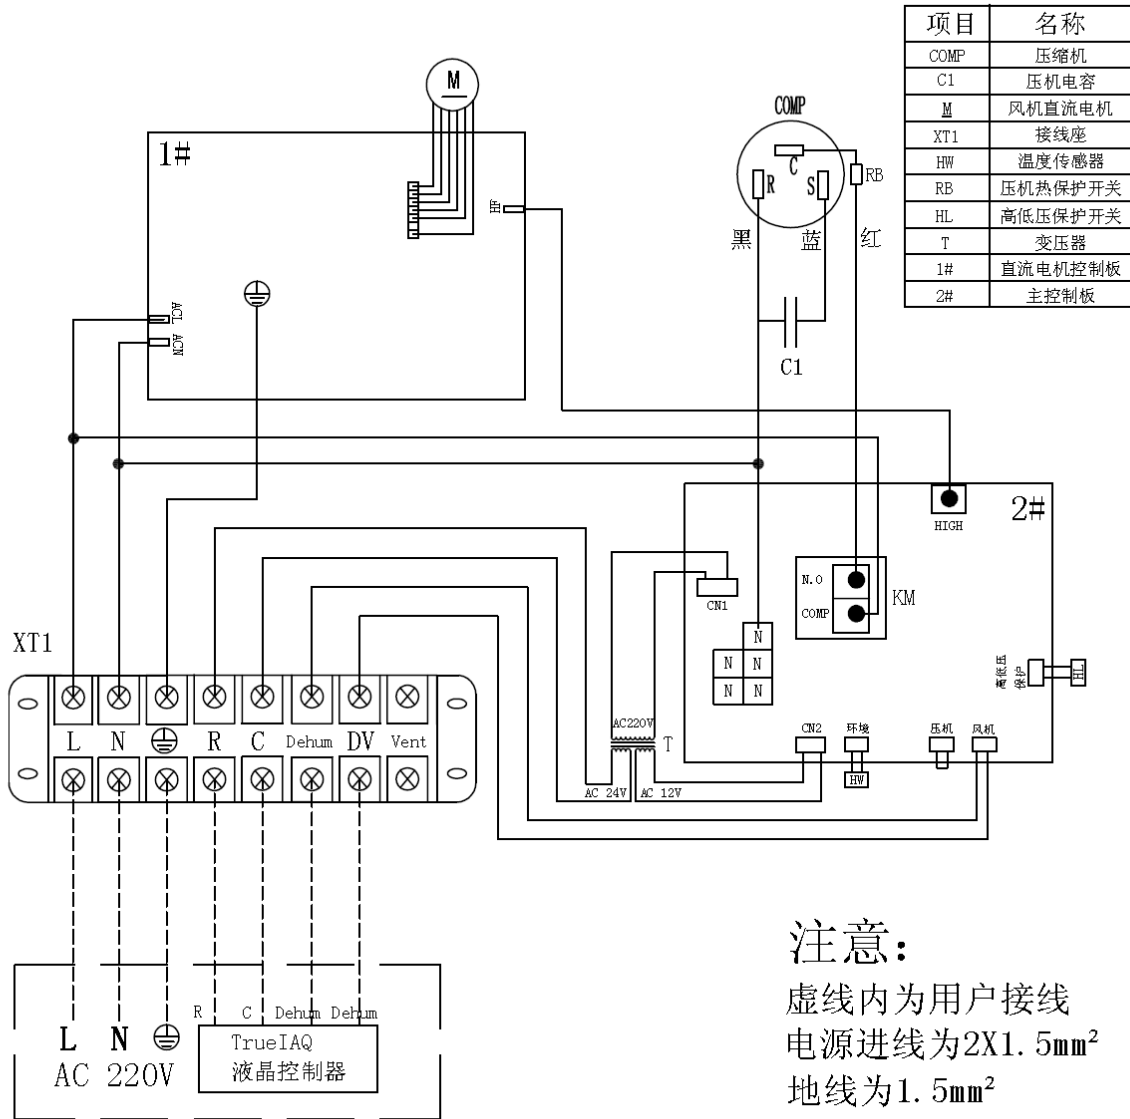 项目 名称
COMP 压缩机
C1 压机电容
M 风机直流电机
XT1 接线座
HW 温度传感器
RB 压机热保护开关
HL 高低压保护开关
T 变压器
1# 直流电机控制板
2# 主控制板
M
1#
ACL
ACN
COMP
C
R
S
RB
黑
蓝
红
C1
2#
HIGH
N.O
COMP
KM
CN1
N
N N
N N
高低压
保护
HL
AC220V
T
AC 24V
AC 12V
CN2
环境
HW
压机
风机
XT1
L N R C Dehum DV Vent
R C Dehum Dehum
L N
AC 220V
TrueIAQ
液晶控制器
注意：
虚线内为用户接线
电源进线为2X1.5mm²
地线为1.5mm²